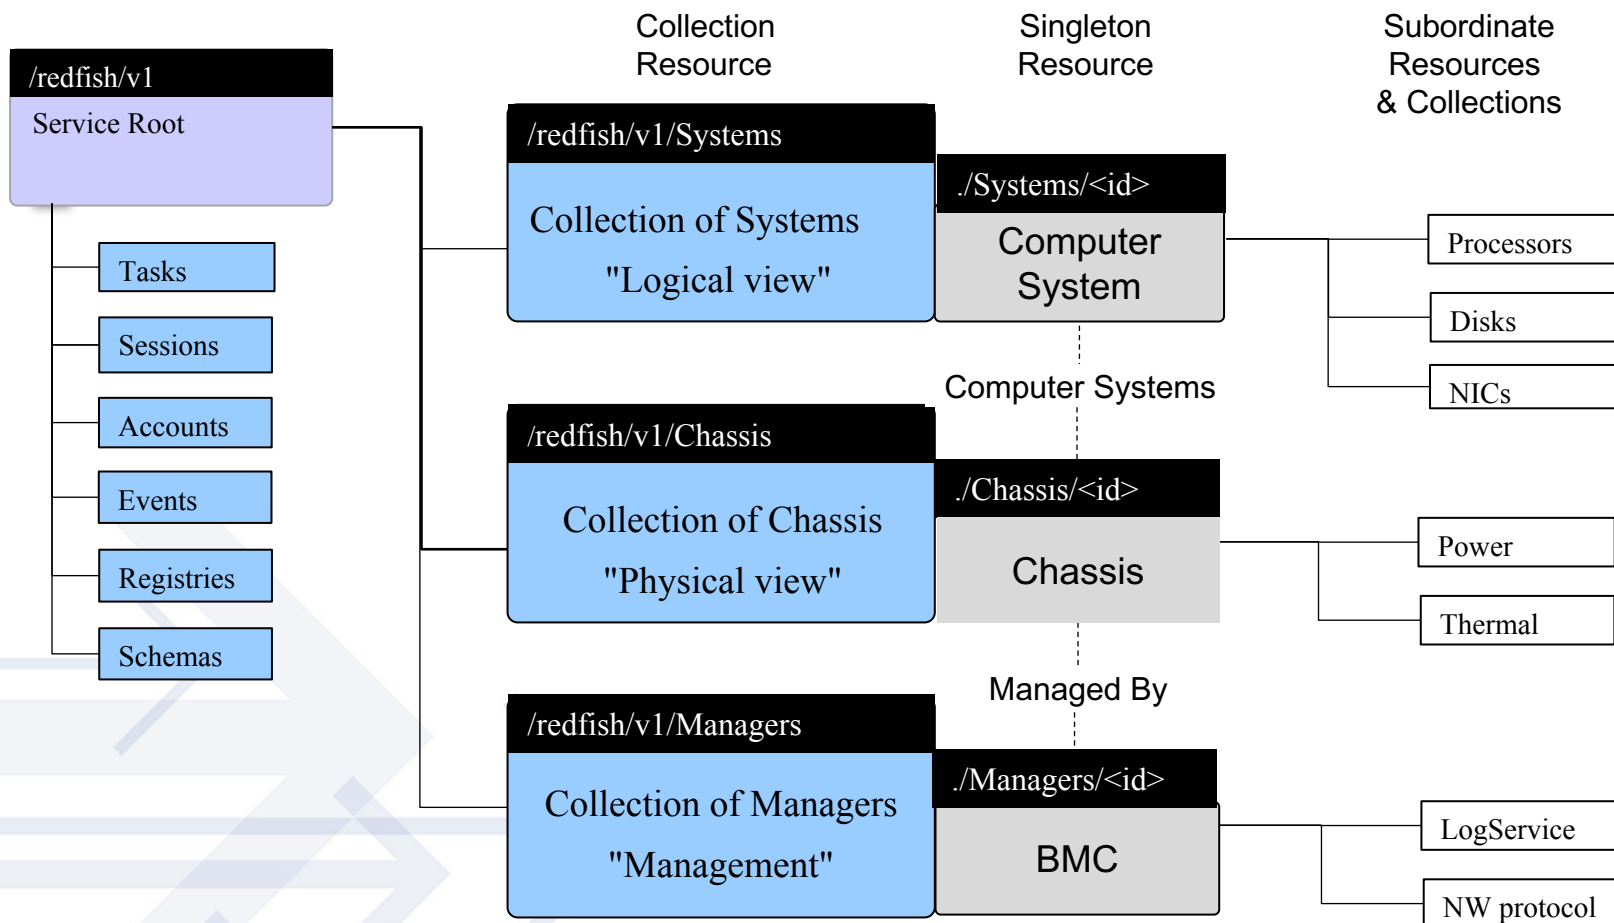 Collection
Resource
Singleton
Resource
Subordinate
Resources
& Collections
/redfish/v1
Service Root
Tasks
Sessions
Accounts
Events
Registries
Schemas
/redfish/v1/Systems
Collection of Systems
"Logical view"
./Systems/<id>
Computer
System
Processors
Disks
NICs
Computer Systems
/redfish/v1/Chassis
Collection of Chassis
"Physical view"
./Chassis/<id>
Chassis
Power
Thermal
Managed By
/redfish/v1/Managers
Collection of Managers
"Management"
./Managers/<id>
BMC
LogService
NW protocol